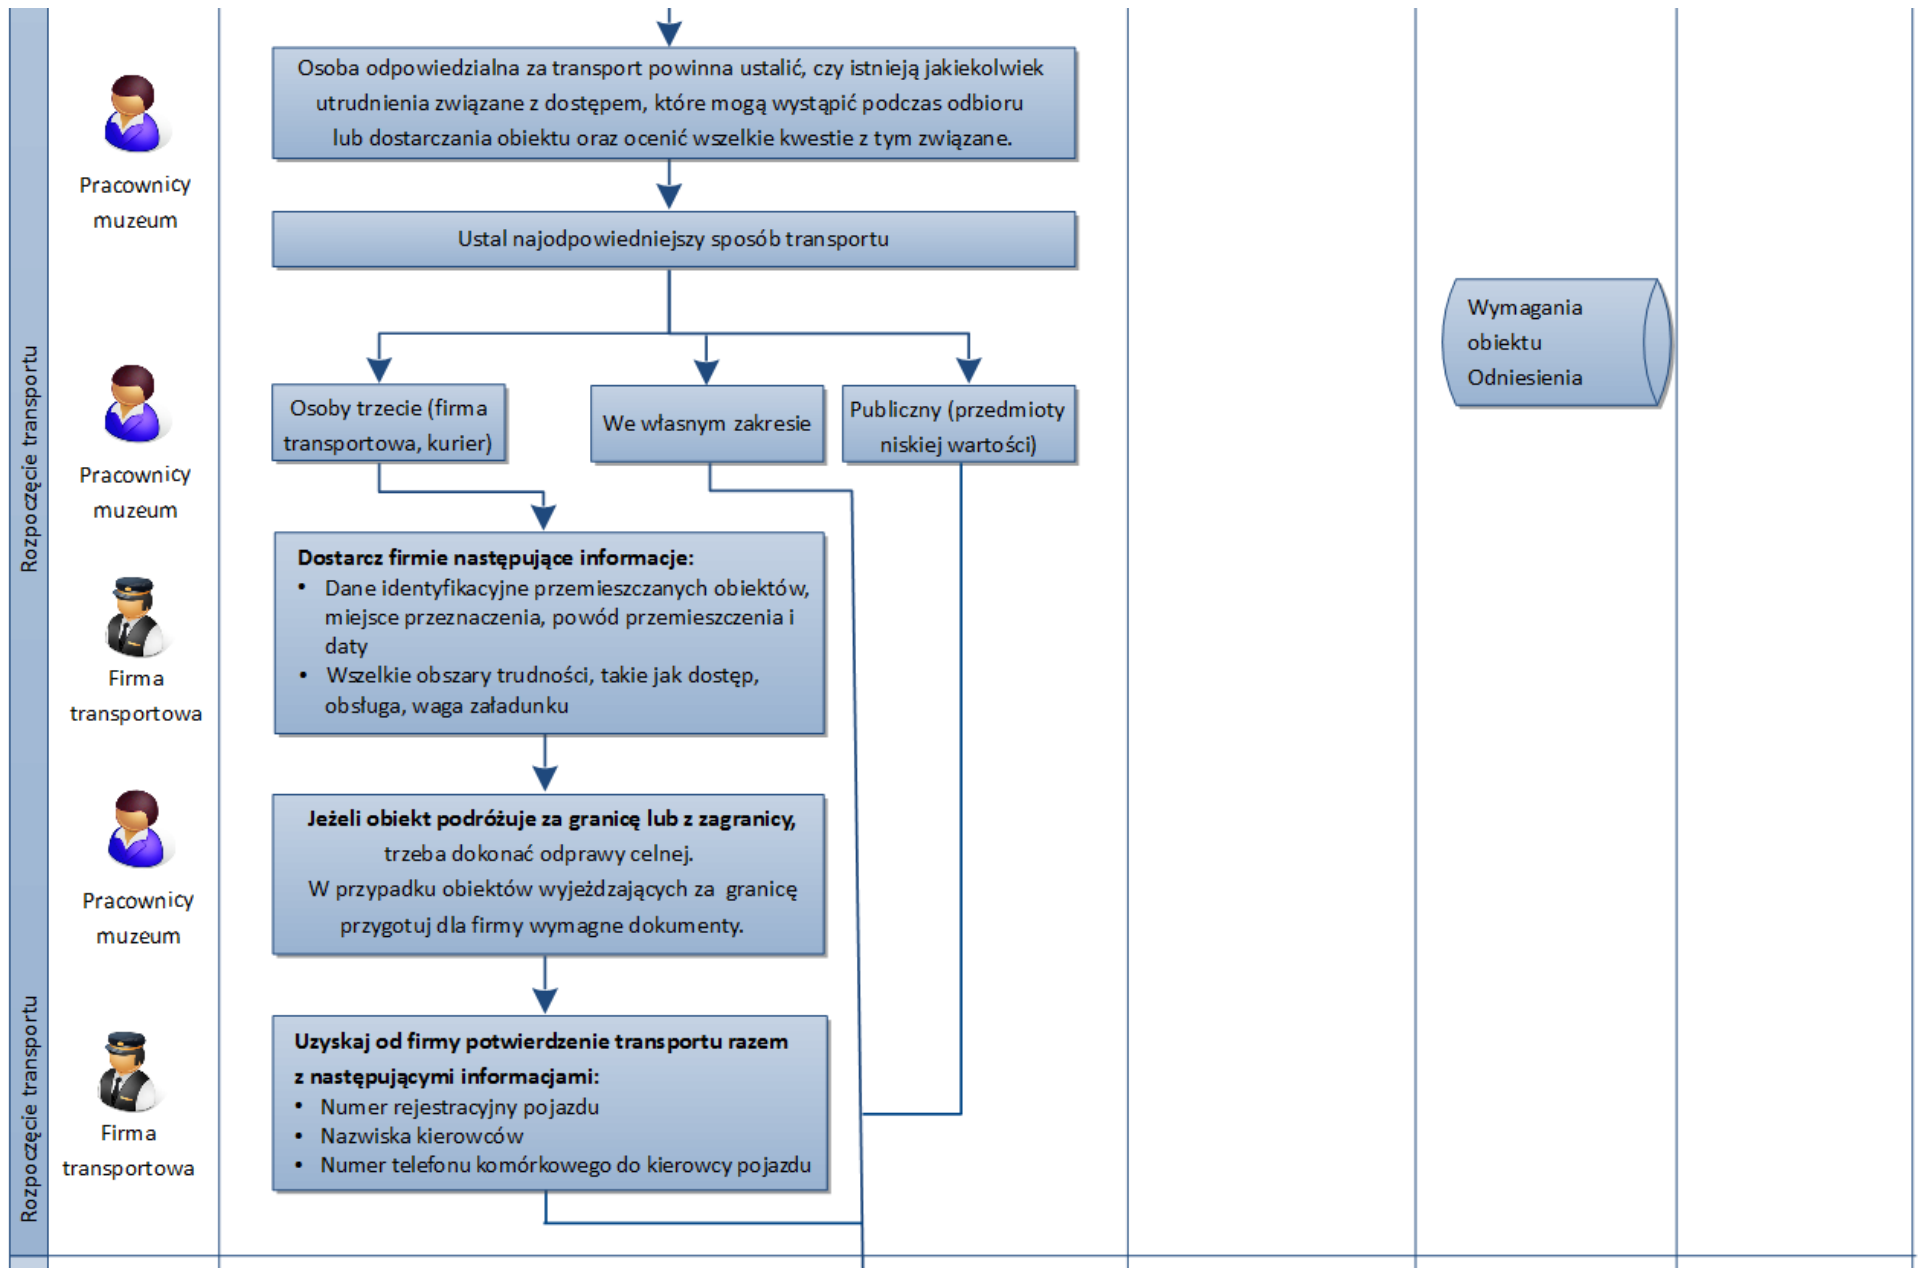 Osoba odpowiedzialna za transport powinna ustalić, czy istnieją jakiekolwiek
utrudnienia związane z dostępem, które mogą wystąpić podczas odbioru
lub dostarczania obiektu oraz ocenić wszelkie kwestie z tym związane.
Pracownicy
muzeum
Ustal najodpowiedniejszy sposób transportu
Wymagania
obiektu
Odniesienia
Rozpoczęcie transportu
Osoby trzecie (firma
transportowa, kurier)
We własnym zakresie
Publiczny (przedmioty
niskiej wartości)
Pracownicy
muzeum
Dostarcz firmie następujące informacje:
• Dane identyfikacyjne przemieszczanych obiektów,
miejsce przeznaczenia, powód przemieszczenia i
daty
• Wszelkie obszary trudności, takie jak dostęp,
obsługa, waga załadunku
Firma
transportowa
Jeżeli obiekt podróżuje za granicę lub z zagranicy,
trzeba dokonać odprawy celnej.
W przypadku obiektów wyjeżdzających za granicę
przygotuj dla firmy wymagne dokumenty.
Pracownicy
muzeum
Rozpoczęcie transportu
Uzyskaj od firmy potwierdzenie transportu razem
z następującymi informacjami:
• Numer rejestracyjny pojazdu
• Nazwiska kierowców
• Numer telefonu komórkowego do kierowcy pojazdu
Firma
transportowa